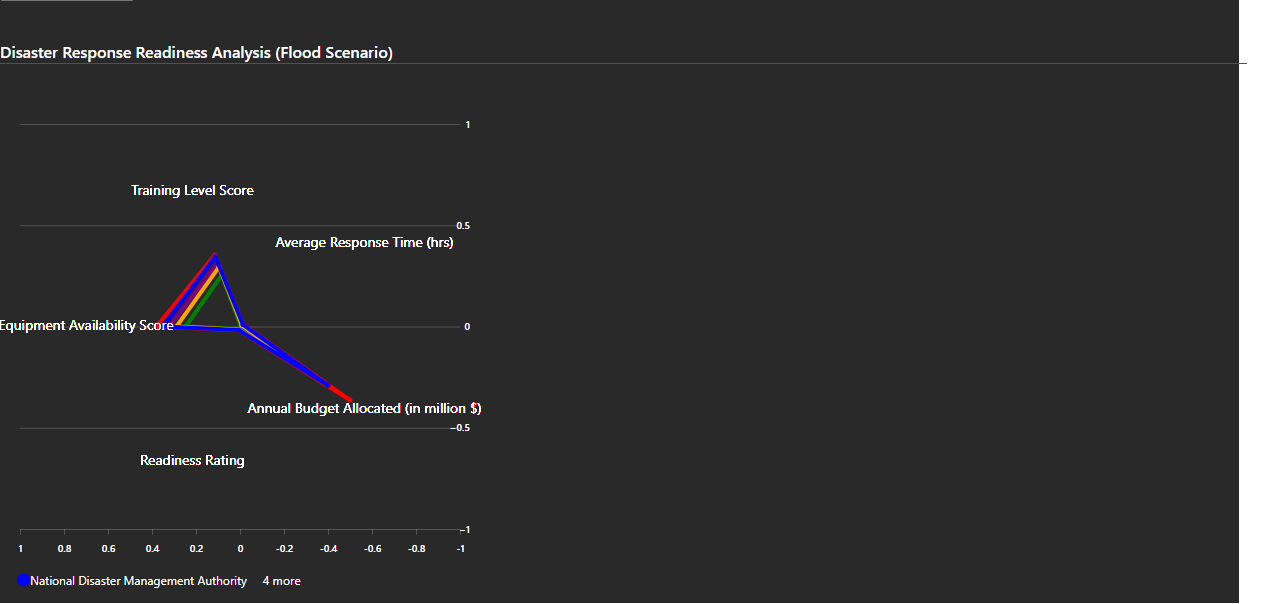 Disaster Response Readiness Analysis (Flood Scenario)
1
Training Level Score
0.5
Average Response Time (hrs)
Equipment Availability Score
0
Annual Budget Allocated (in million $)
-0.5
Readiness Rating
-1
1 0.8 0.6 0.4 0.2 0 -0.2 -0.4 -0.6 -0.8 -1
National Disaster Management Authority 4 more